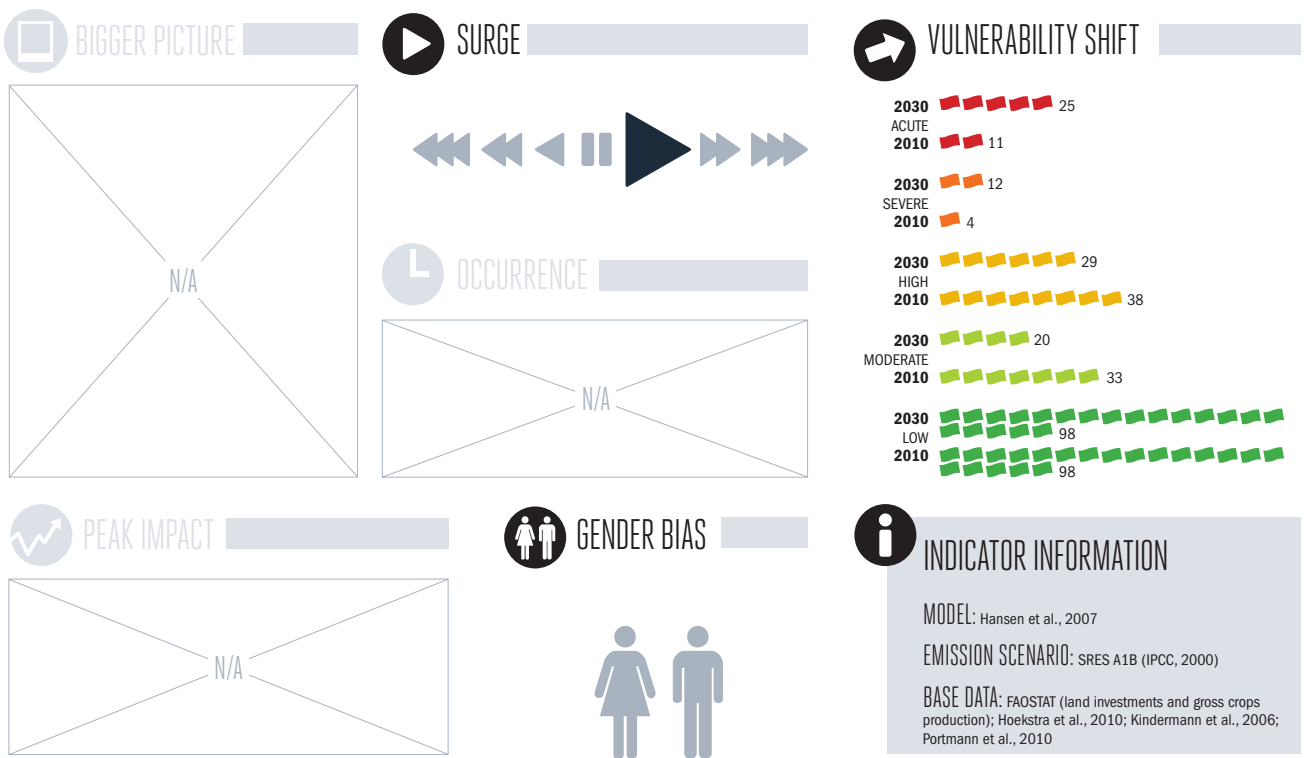 BIGGER PICTURE
N/A
SURGE
OCCURRENCE
N/A
VULNERABILITY SHIFT
2030 25
ACUTE
2010 11
2030 12
SEVERE
2010 4
2030 29
HIGH
2010 38
2030 20
MODERATE
2010 33
2030
98
LOW
2010
98
PEAK IMPACT
N/A
GENDER BIAS
INDICATOR INFORMATION
MODEL: Hansen et al., 2007
EMISSION SCENARIO: SRES A1B (IPCC, 2000)
BASE DATA: FAOSTAT (land investments and gross crops
production); Hoekstra et al., 2010; Kindermann et al., 2006;
Portmann et al., 2010